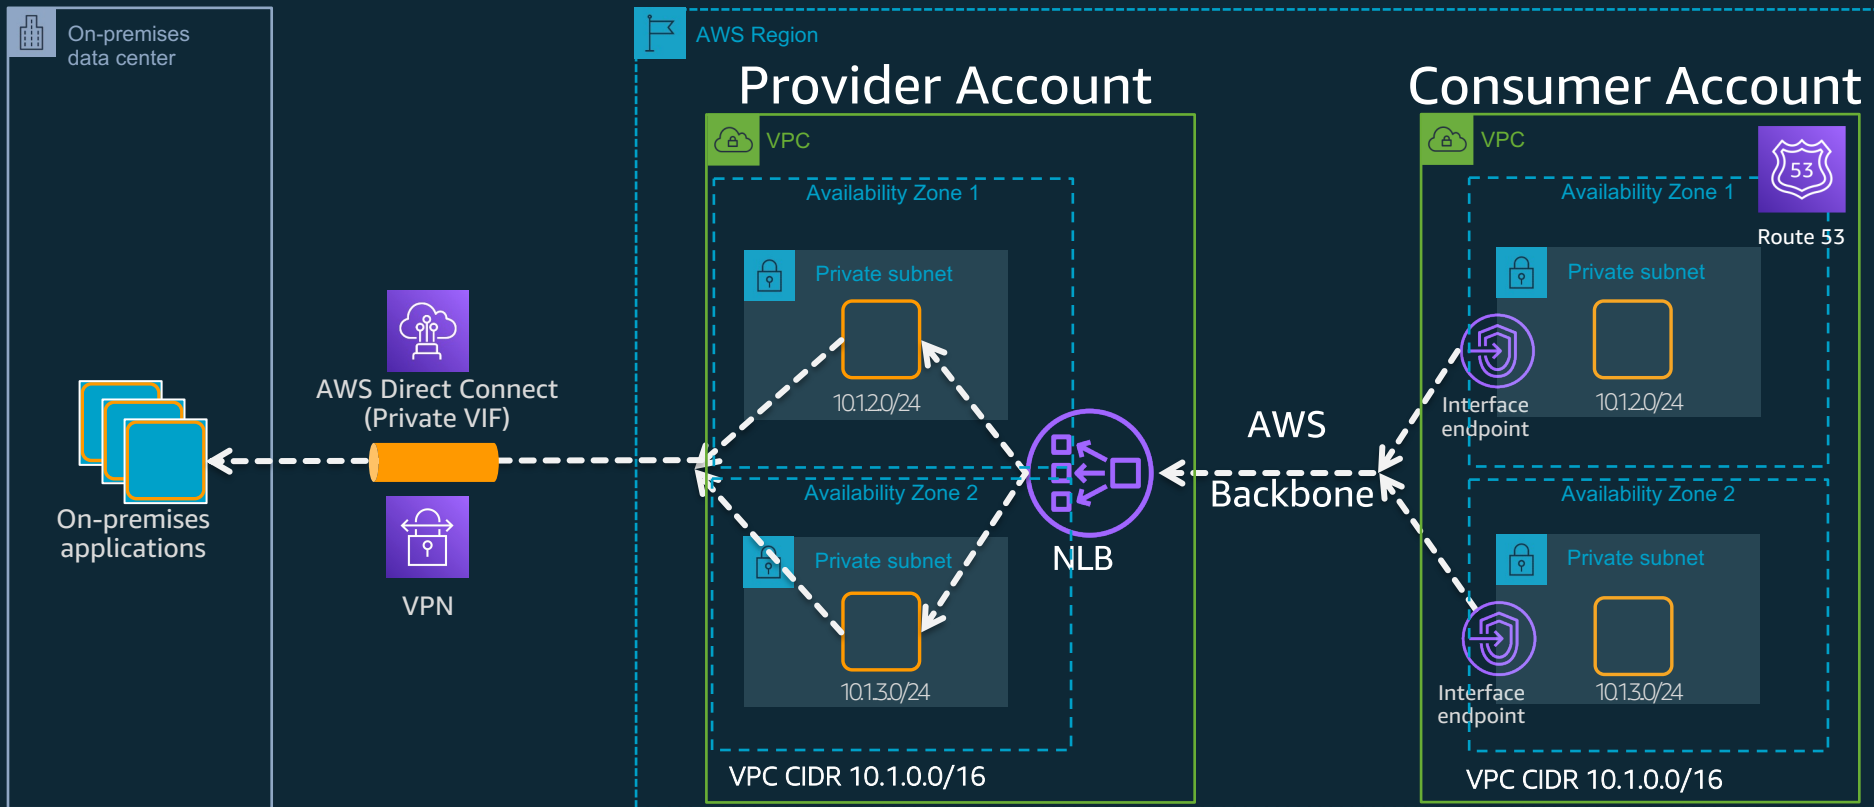 On-premises
data center
AWS Region
Provider Account
Consumer Account
VPC
Availability Zone 1
Private subnet
10.1.2.0/24
Availability Zone 2
Private subnet
10.1.3.0/24
VPC CIDR 10.1.0.0/16
NLB
AWS
Backbone
VPC
53
Route 53
Availability Zone 1
Private subnet
10.1.2.0/24
Interface
endpoint
Availability Zone 2
Private subnet
10.1.3.0/24
Interface
endpoint
VPC CIDR 10.1.0.0/16
AWS Direct Connect
(Private VIF)
VPN
On-premises
applications